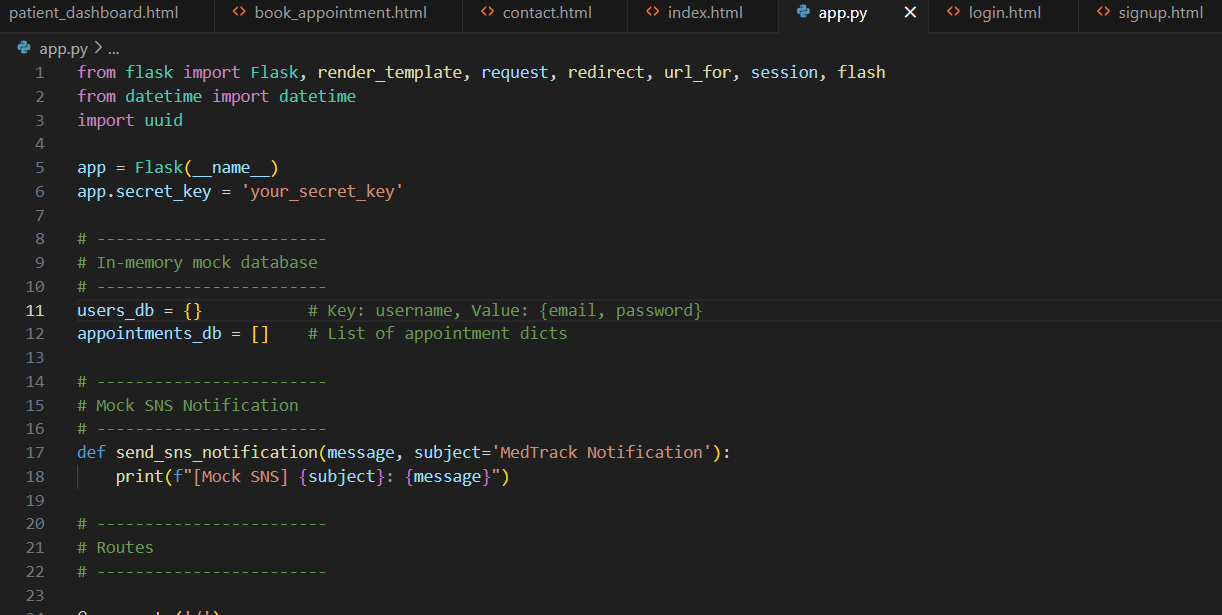 patient_dashboard.html <> book_appointment.html <> contact.html <> index.html app.py × <> login.html <> signup.html
app.py > ...
1 from flask import Flask, render_template, request, redirect, url_for, session, flash
2 from datetime import datetime
3 import uuid
4
5 app = Flask(__name__)
6 app.secret_key = 'your_secret_key'
7
8 # ------------------------
9 # In-memory mock database
10 # ------------------------
11 users_db = {}           # Key: username, Value: {email, password}
12 appointments_db = []    # List of appointment dicts
13
14 # ------------------------
15 # Mock SNS Notification
16 # ------------------------
17 def send_sns_notification(message, subject='MedTrack Notification'):
18     print(f"[Mock SNS] {subject}: {message}")
19
20 # ------------------------
21 # Routes
22 # ------------------------
23